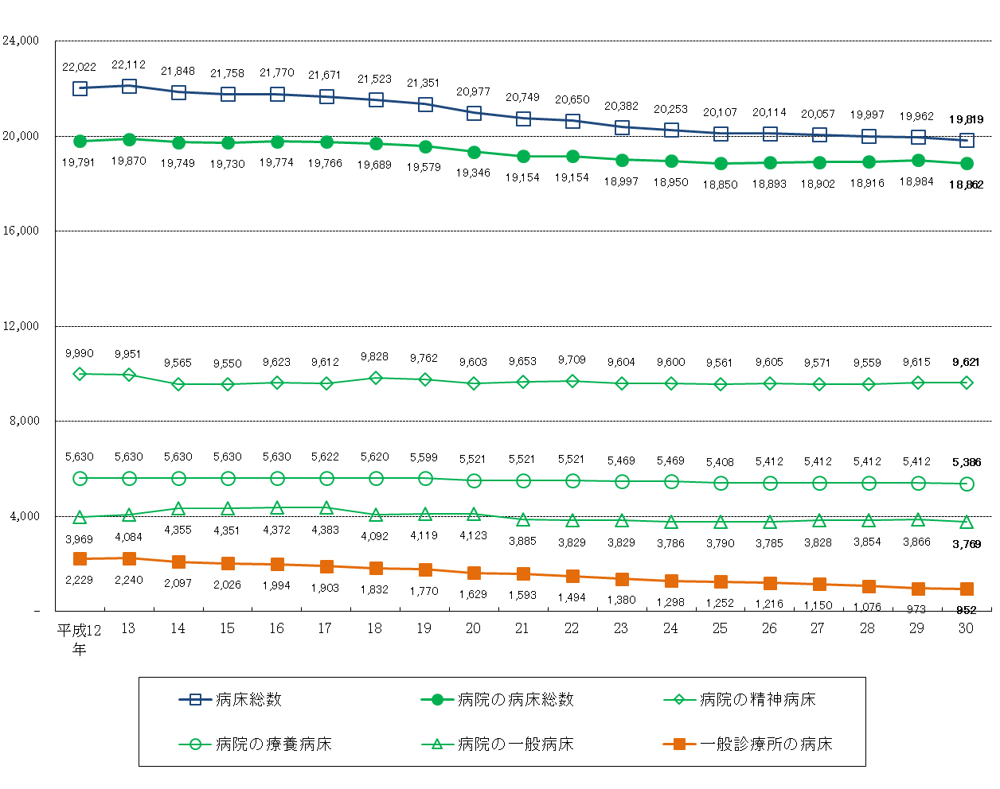 24,000
22,022 22,112 21,848 21,758 21,770 21,671 21,523 21,351 20,977 20,749 20,650 20,382 20,253 20,107 20,114 20,057 19,997 19,962 19,819
20,000
19,791 19,870 19,749 19,730 19,774 19,766 19,689 19,579 19,346 19,154 19,154 18,997 18,950 18,850 18,893 18,902 18,916 18,984 18,862
16,000
12,000
9,990 9,951 9,565 9,550 9,623 9,612 9,828 9,762 9,603 9,653 9,709 9,604 9,600 9,561 9,605 9,571 9,559 9,615 9,621
8,000
5,630 5,630 5,630 5,630 5,630 5,622 5,620 5,599 5,521 5,521 5,521 5,469 5,469 5,408 5,412 5,412 5,412 5,412 5,386
4,000
3,969 4,084 4,355 4,351 4,372 4,383 4,092 4,119 4,123 3,885 3,829 3,829 3,786 3,790 3,785 3,828 3,854 3,866 3,769
2,229 2,240 2,097 2,026 1,994 1,903 1,832 1,770 1,629 1,593 1,494 1,380 1,298 1,252 1,216 1,150 1,076 973 952
-
平成12 13 14 15 16 17 18 19 20 21 22 23 24 25 26 27 28 29 30
年
病床総数 病院の病床総数 病院の精神病床
病院の療養病床 病院の一般病床 一般診療所の病床